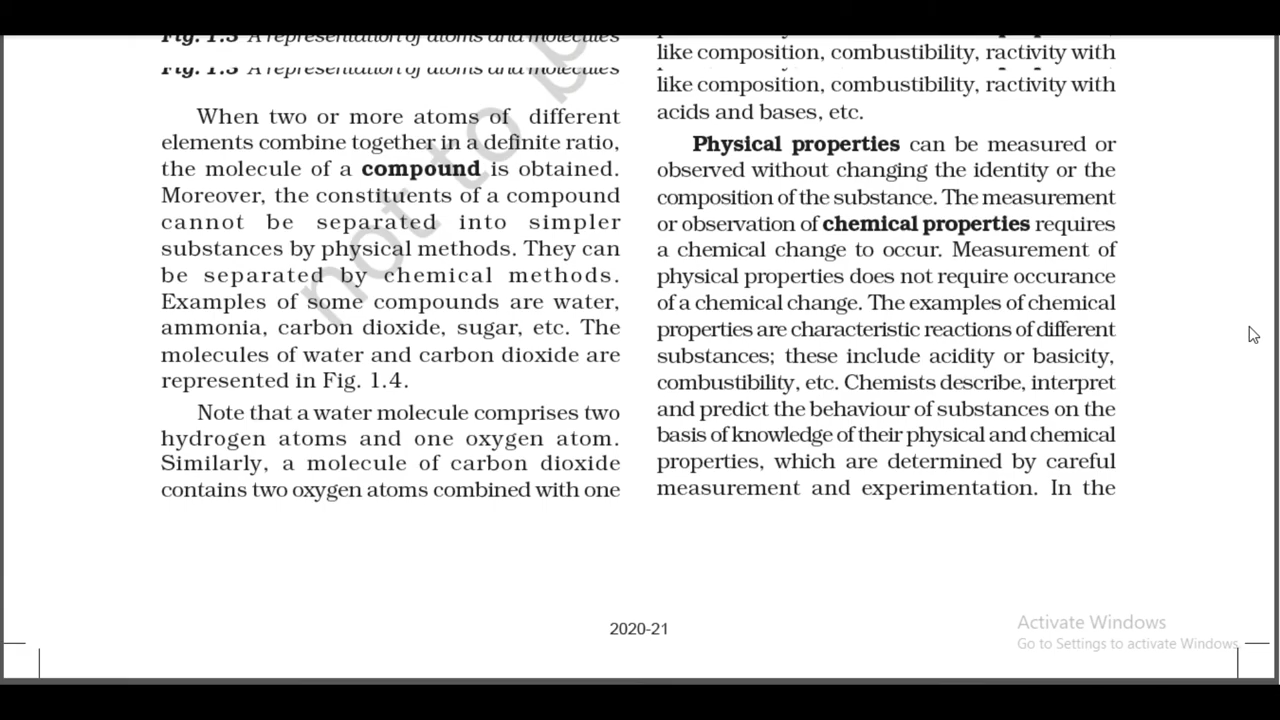 Fig. 1.3 A representation of atoms and molecules
Fig. 1.3 A representation of atoms and molecules
When two or more atoms of different
elements combine together in a definite ratio,
the molecule of a compound is obtained.
Moreover, the constituents of a compound
cannot be separated into simpler
substances by physical methods. They can
be separated by chemical methods.
Examples of some compounds are water,
ammonia, carbon dioxide, sugar, etc. The
molecules of water and carbon dioxide are
represented in Fig. 1.4.
Note that a water molecule comprises two
hydrogen atoms and one oxygen atom.
Similarly, a molecule of carbon dioxide
contains two oxygen atoms combined with one
like composition, combustibility, ractivity with
like composition, combustibility, ractivity with
acids and bases, etc.
Physical properties can be measured or
observed without changing the identity or the
composition of the substance. The measurement
or observation of chemical properties requires
a chemical change to occur. Measurement of
physical properties does not require occurance
of a chemical change. The examples of chemical
properties are characteristic reactions of different
substances; these include acidity or basicity,
combustibility, etc. Chemists describe, interpret
and predict the behaviour of substances on the
basis of knowledge of their physical and chemical
properties, which are determined by careful
measurement and experimentation. In the
not to b
2020-21
Activate Windows
Go to Settings to activate Windows.